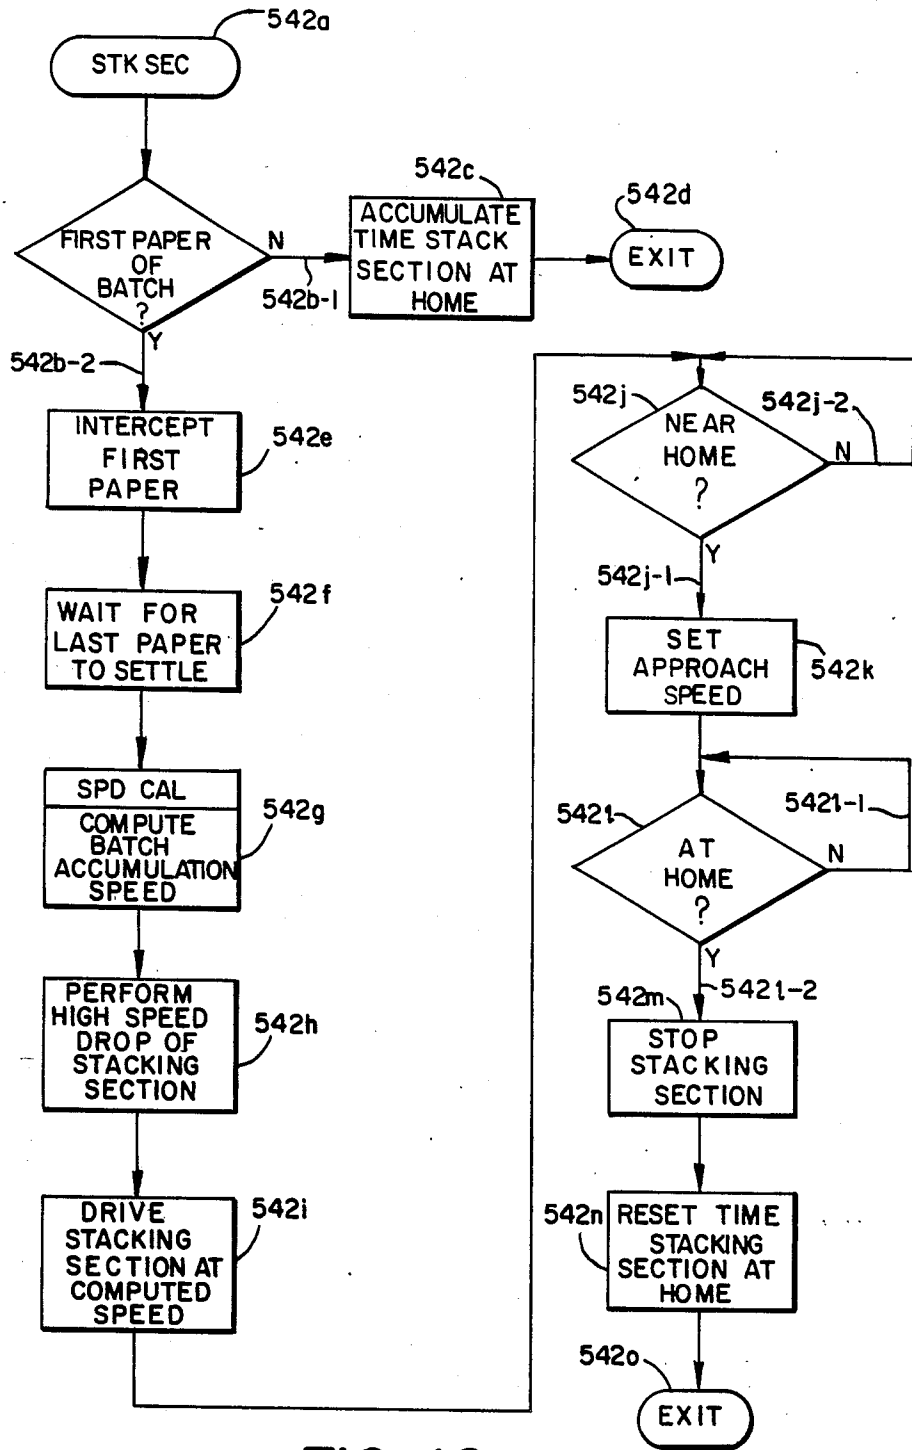 542a
STK SEC
FIRST PAPER
OF
BATCH
?
N
542b-1
Y
542b-2
542c
ACCUMULATE
TIME STACK
SECTION AT
HOME
542d
EXIT
INTERCEPT
FIRST
PAPER
542e
WAIT FOR
LAST PAPER
TO SETTLE
542f
SPD CAL
COMPUTE
BATCH
ACCUMULATION
SPEED
542g
PERFORM
HIGH SPEED
DROP OF
STACKING
SECTION
542h
DRIVE
STACKING
SECTION AT
COMPUTED
SPEED
542i
542j
NEAR
HOME
?
N
542j-2
Y
542j-1
SET
APPROACH
SPEED
542k
542l
AT
HOME
?
N
542l-1
Y
542l-2
542m
STOP
STACKING
SECTION
542n
RESET TIME
STACKING
SECTION AT
HOME
542o
EXIT